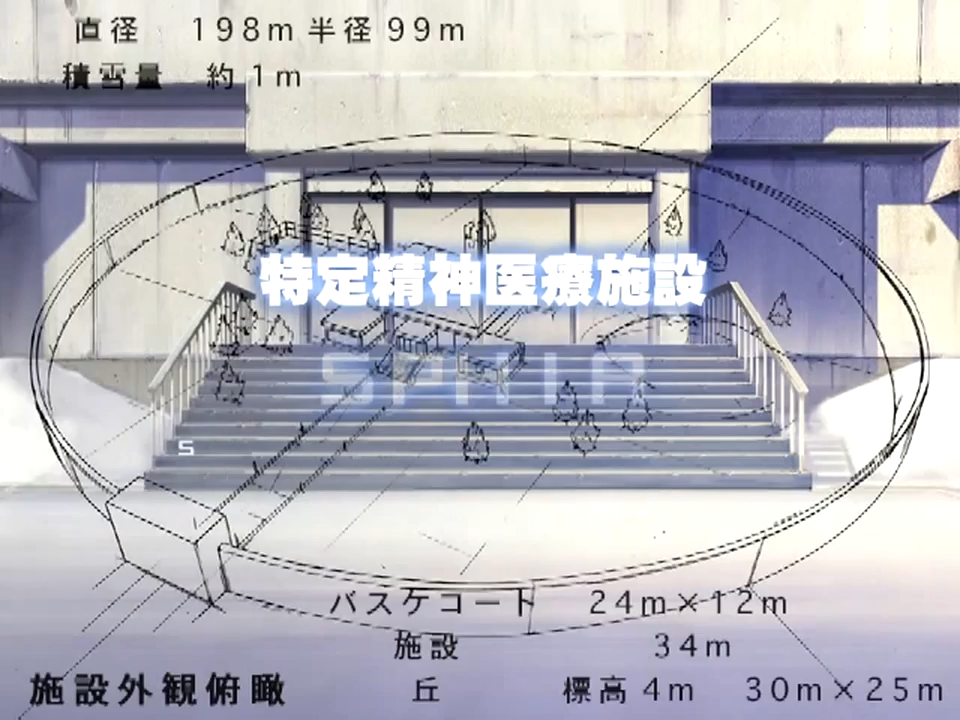 直径 198m 半径 99m
積雪量 約 1m
特定精神医療施設
SPHIA
S
バスケコート 24m×12m
施設 34m
施設外観俯瞰 丘 標高 4m 30m×25m